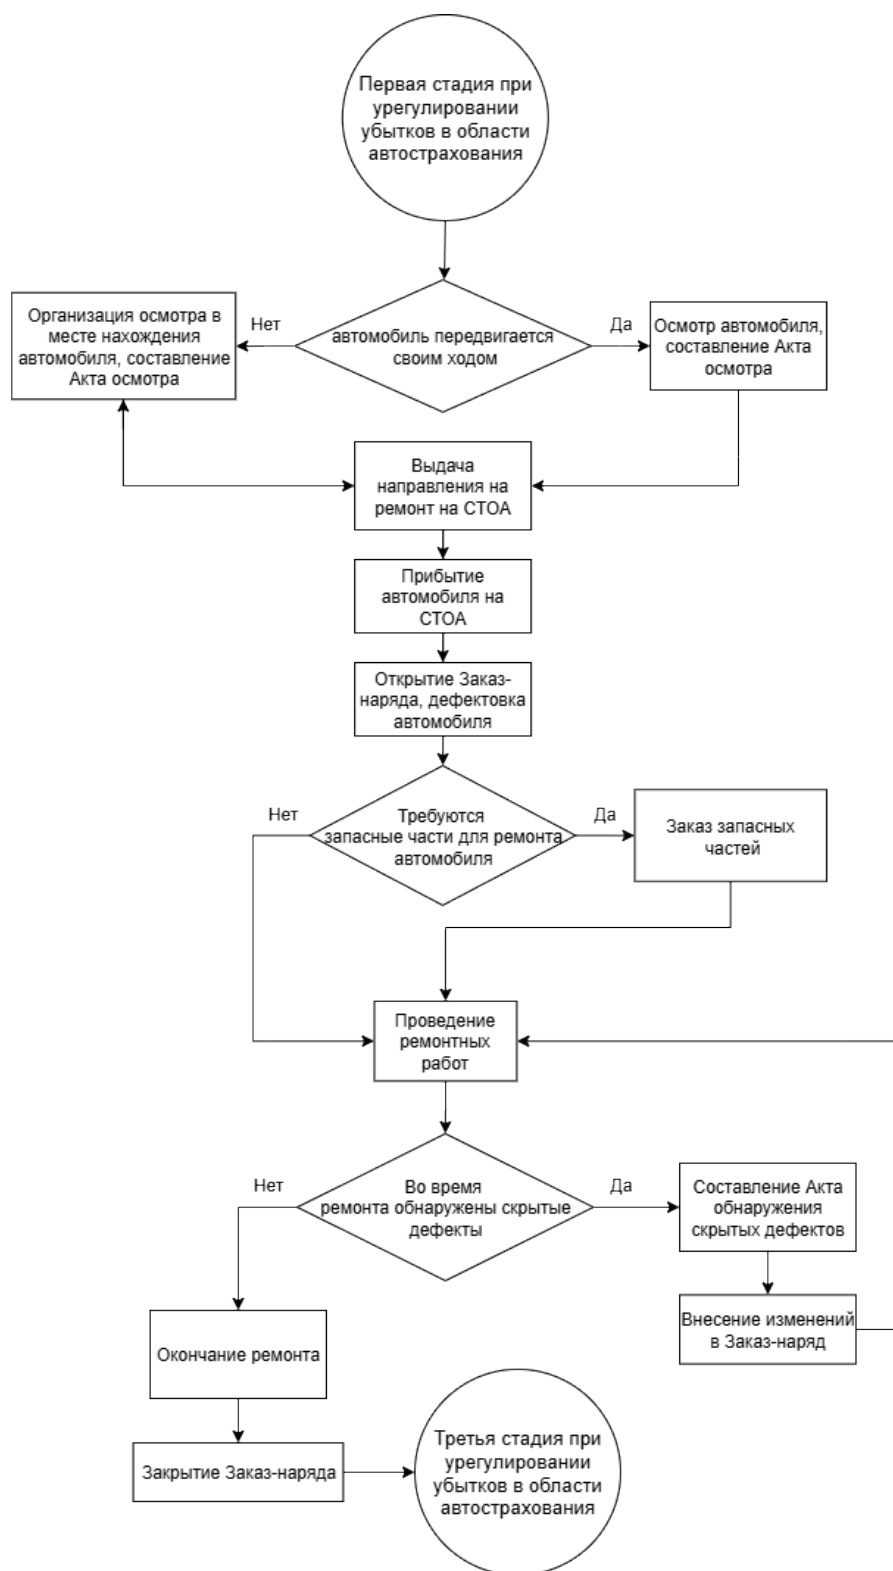 Первая стадия при
урегулировании
убытков в области
автострахования
Организация осмотра в
месте нахождения
автомобиля, составление
Акта осмотра
Нет
автомобиль передвигается
своим ходом
Да
Осмотр автомобиля,
составление Акта
осмотра
Выдача
направления на
ремонт на СТОА
Прибытие
автомобиля на
СТОА
Открытие Заказ-
наряда, дефектовка
автомобиля
Нет
Требуются
запасные части для ремонта
автомобиля
Да
Заказ запасных
частей
Проведение
ремонтных
работ
Нет
Во время
ремонта обнаружены скрытые
дефекты
Да
Составление Акта
обнаружения
скрытых дефектов
Внесение изменений
в Заказ-наряд
Окончание ремонта
Закрытие Заказ-наряда
Третья стадия при
урегулировании
убытков в области
автострахования